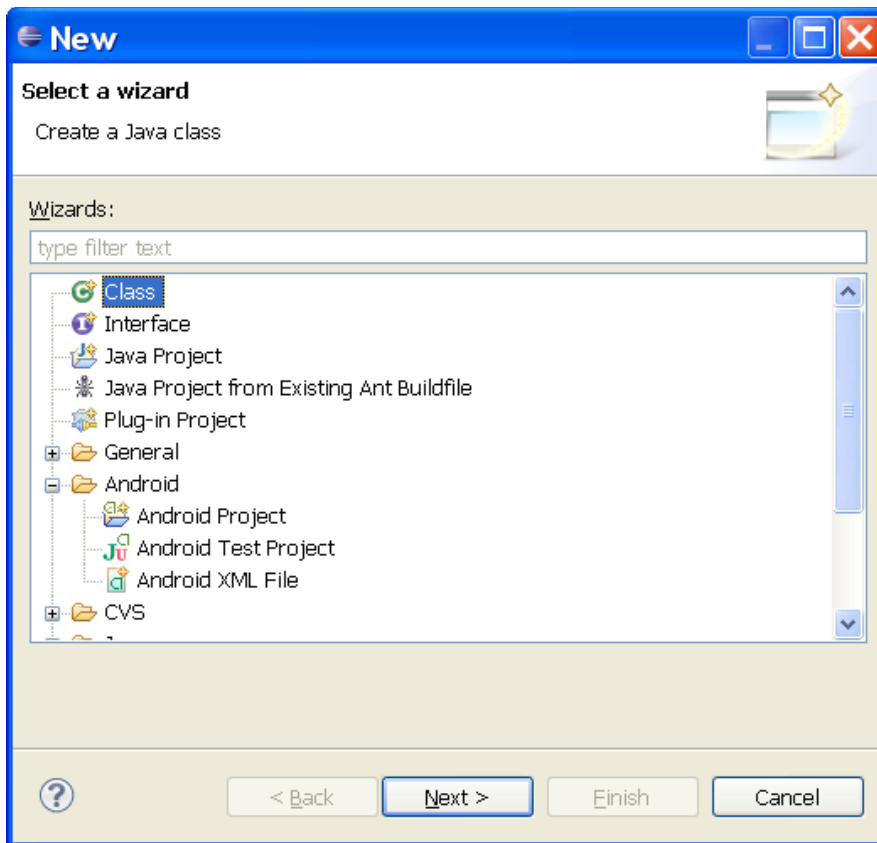 New
Select a wizard
Create a Java class
Wizards:
type filter text
Class
Interface
Java Project
Java Project from Existing Ant Buildfile
Plug-in Project
General
Android
Android Project
Android Test Project
Android XML File
CVS
< Back Next > Finish Cancel